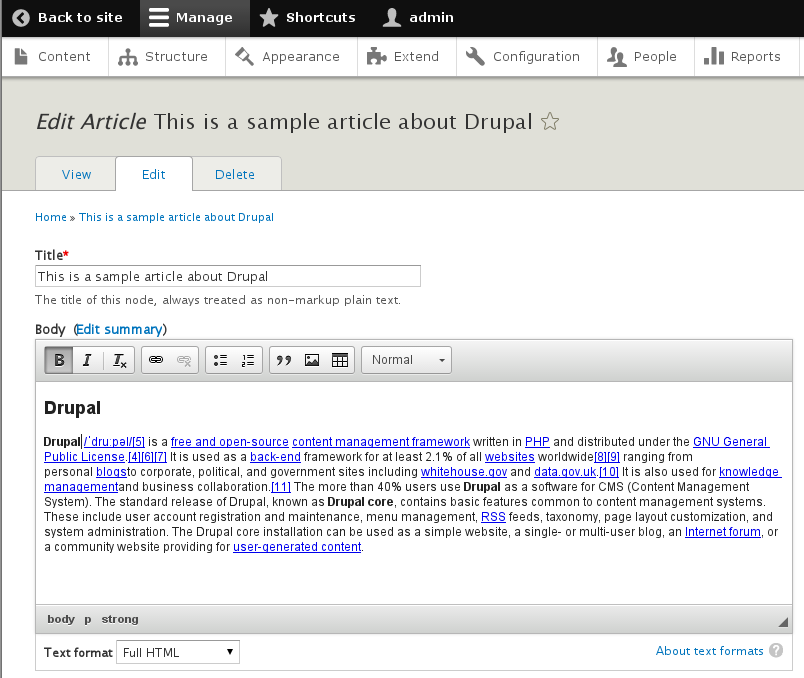 Back to site Manage Shortcuts admin
Content Structure Appearance Extend Configuration People Reports
Edit Article This is a sample article about Drupal
View Edit Delete
Home » This is a sample article about Drupal
Title*
This is a sample article about Drupal
The title of this node, always treated as non-markup plain text.
Body (Edit summary)
B I Tx Normal
Drupal
Drupal/ˈdruːpəl/[5] is a free and open-source content management framework written in PHP and distributed under the GNU General
Public License.[4][6][7] It is used as a back-end framework for at least 2.1% of all websites worldwide[8][9] ranging from
personal blogsto corporate, political, and government sites including whitehouse.gov and data.gov.uk.[10] It is also used for knowledge
managementand business collaboration.[11] The more than 40% users use Drupal as a software for CMS (Content Management
System). The standard release of Drupal, known as Drupal core, contains basic features common to content management systems.
These include user account registration and maintenance, menu management, RSS feeds, taxonomy, page layout customization, and
system administration. The Drupal core installation can be used as a simple website, a single- or multi-user blog, an Internet forum, or
a community website providing for user-generated content.
body p strong
Text format Full HTML About text formats ?